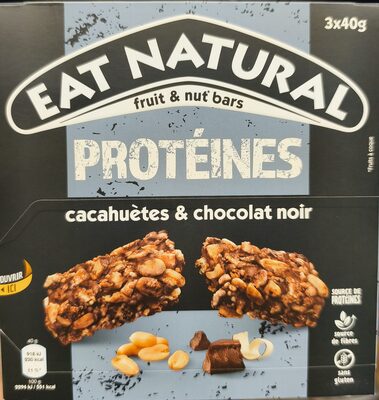 3x40g
EAT NATURAL
fruit & nut* bars
PROTÉINES
*fruits à coque
cacahuètes & chocolat noir
OUVRIR
ICI
SOURCE DE
PROTÉINES
source
de fibres
sans
gluten
40 g
100 g